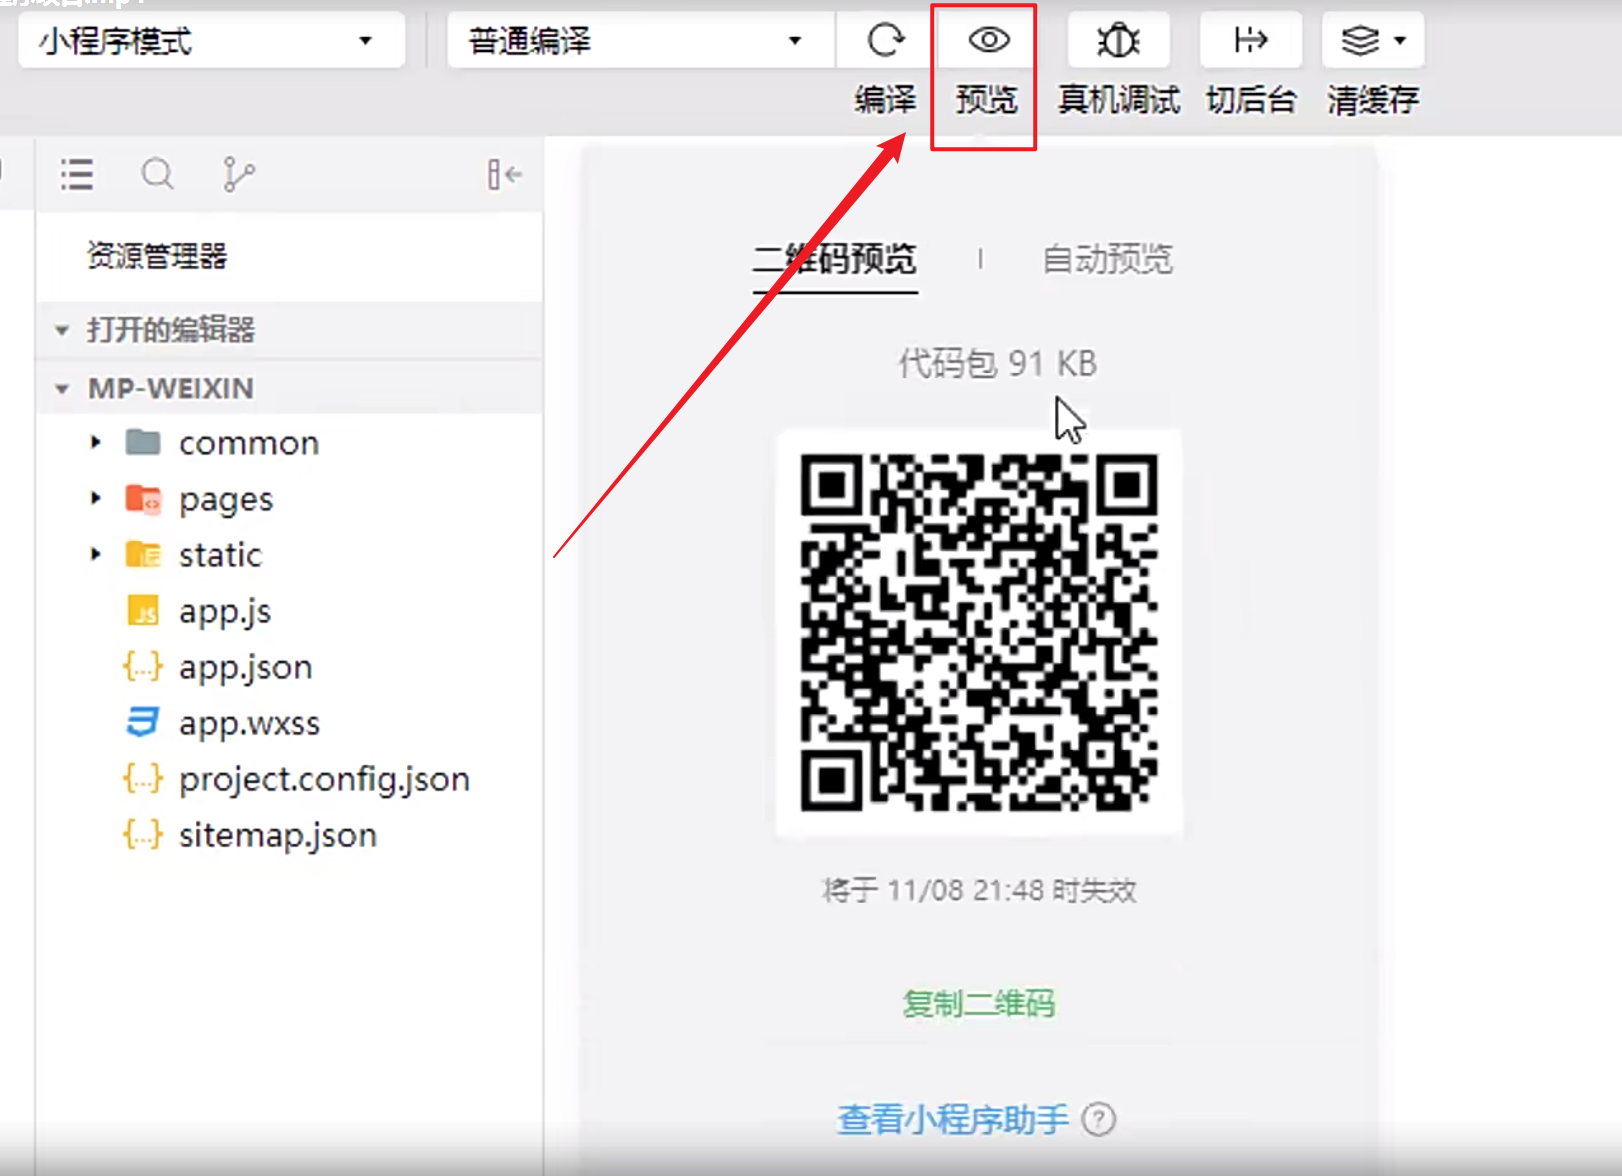 小程序模式
普通编译
编译
预览
真机调试
切后台
清缓存
资源管理器
打开的编辑器
MP-WEIXIN
common
pages
static
JS app.js
{...} app.json
app.wxss
{...} project.config.json
{...} sitemap.json
二维码预览 | 自动预览
代码包 91 KB
将于 11/08 21:48 时失效
复制二维码
查看小程序助手 ?